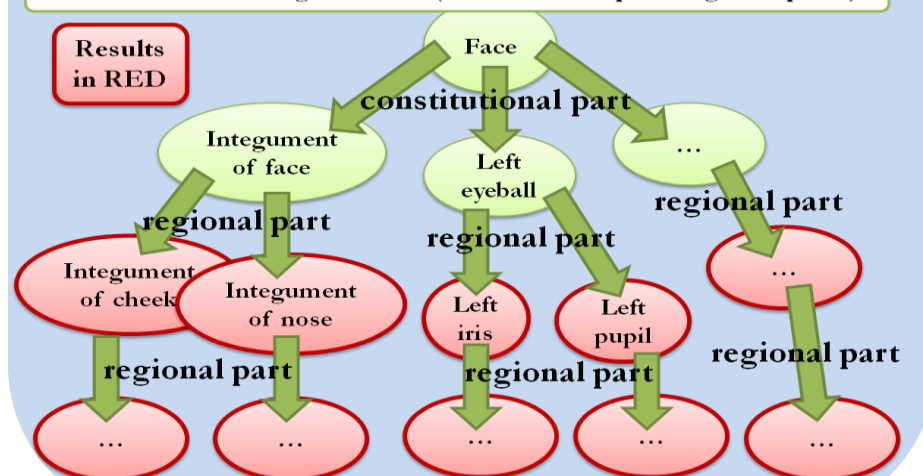 Results
in RED
Face
constitutional part
Integument
of face
Left
eyeball
...
regional part
regional part
regional part
Integument
of cheek
Integument
of nose
Left
iris
Left
pupil
...
regional part
regional part
regional part
...
...
...
...
...